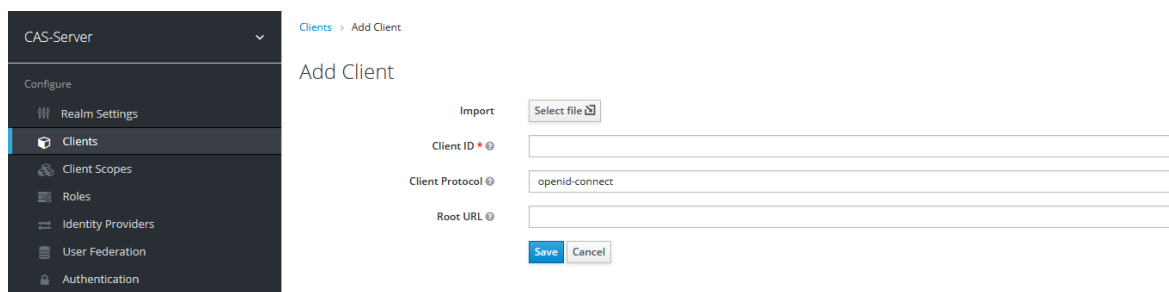 CAS-Server
Configure
Realm Settings
Clients
Client Scopes
Roles
Identity Providers
User Federation
Authentication
Clients > Add Client
Add Client
Import Select file
Client ID *
Client Protocol openid-connect
Root URL
Save Cancel